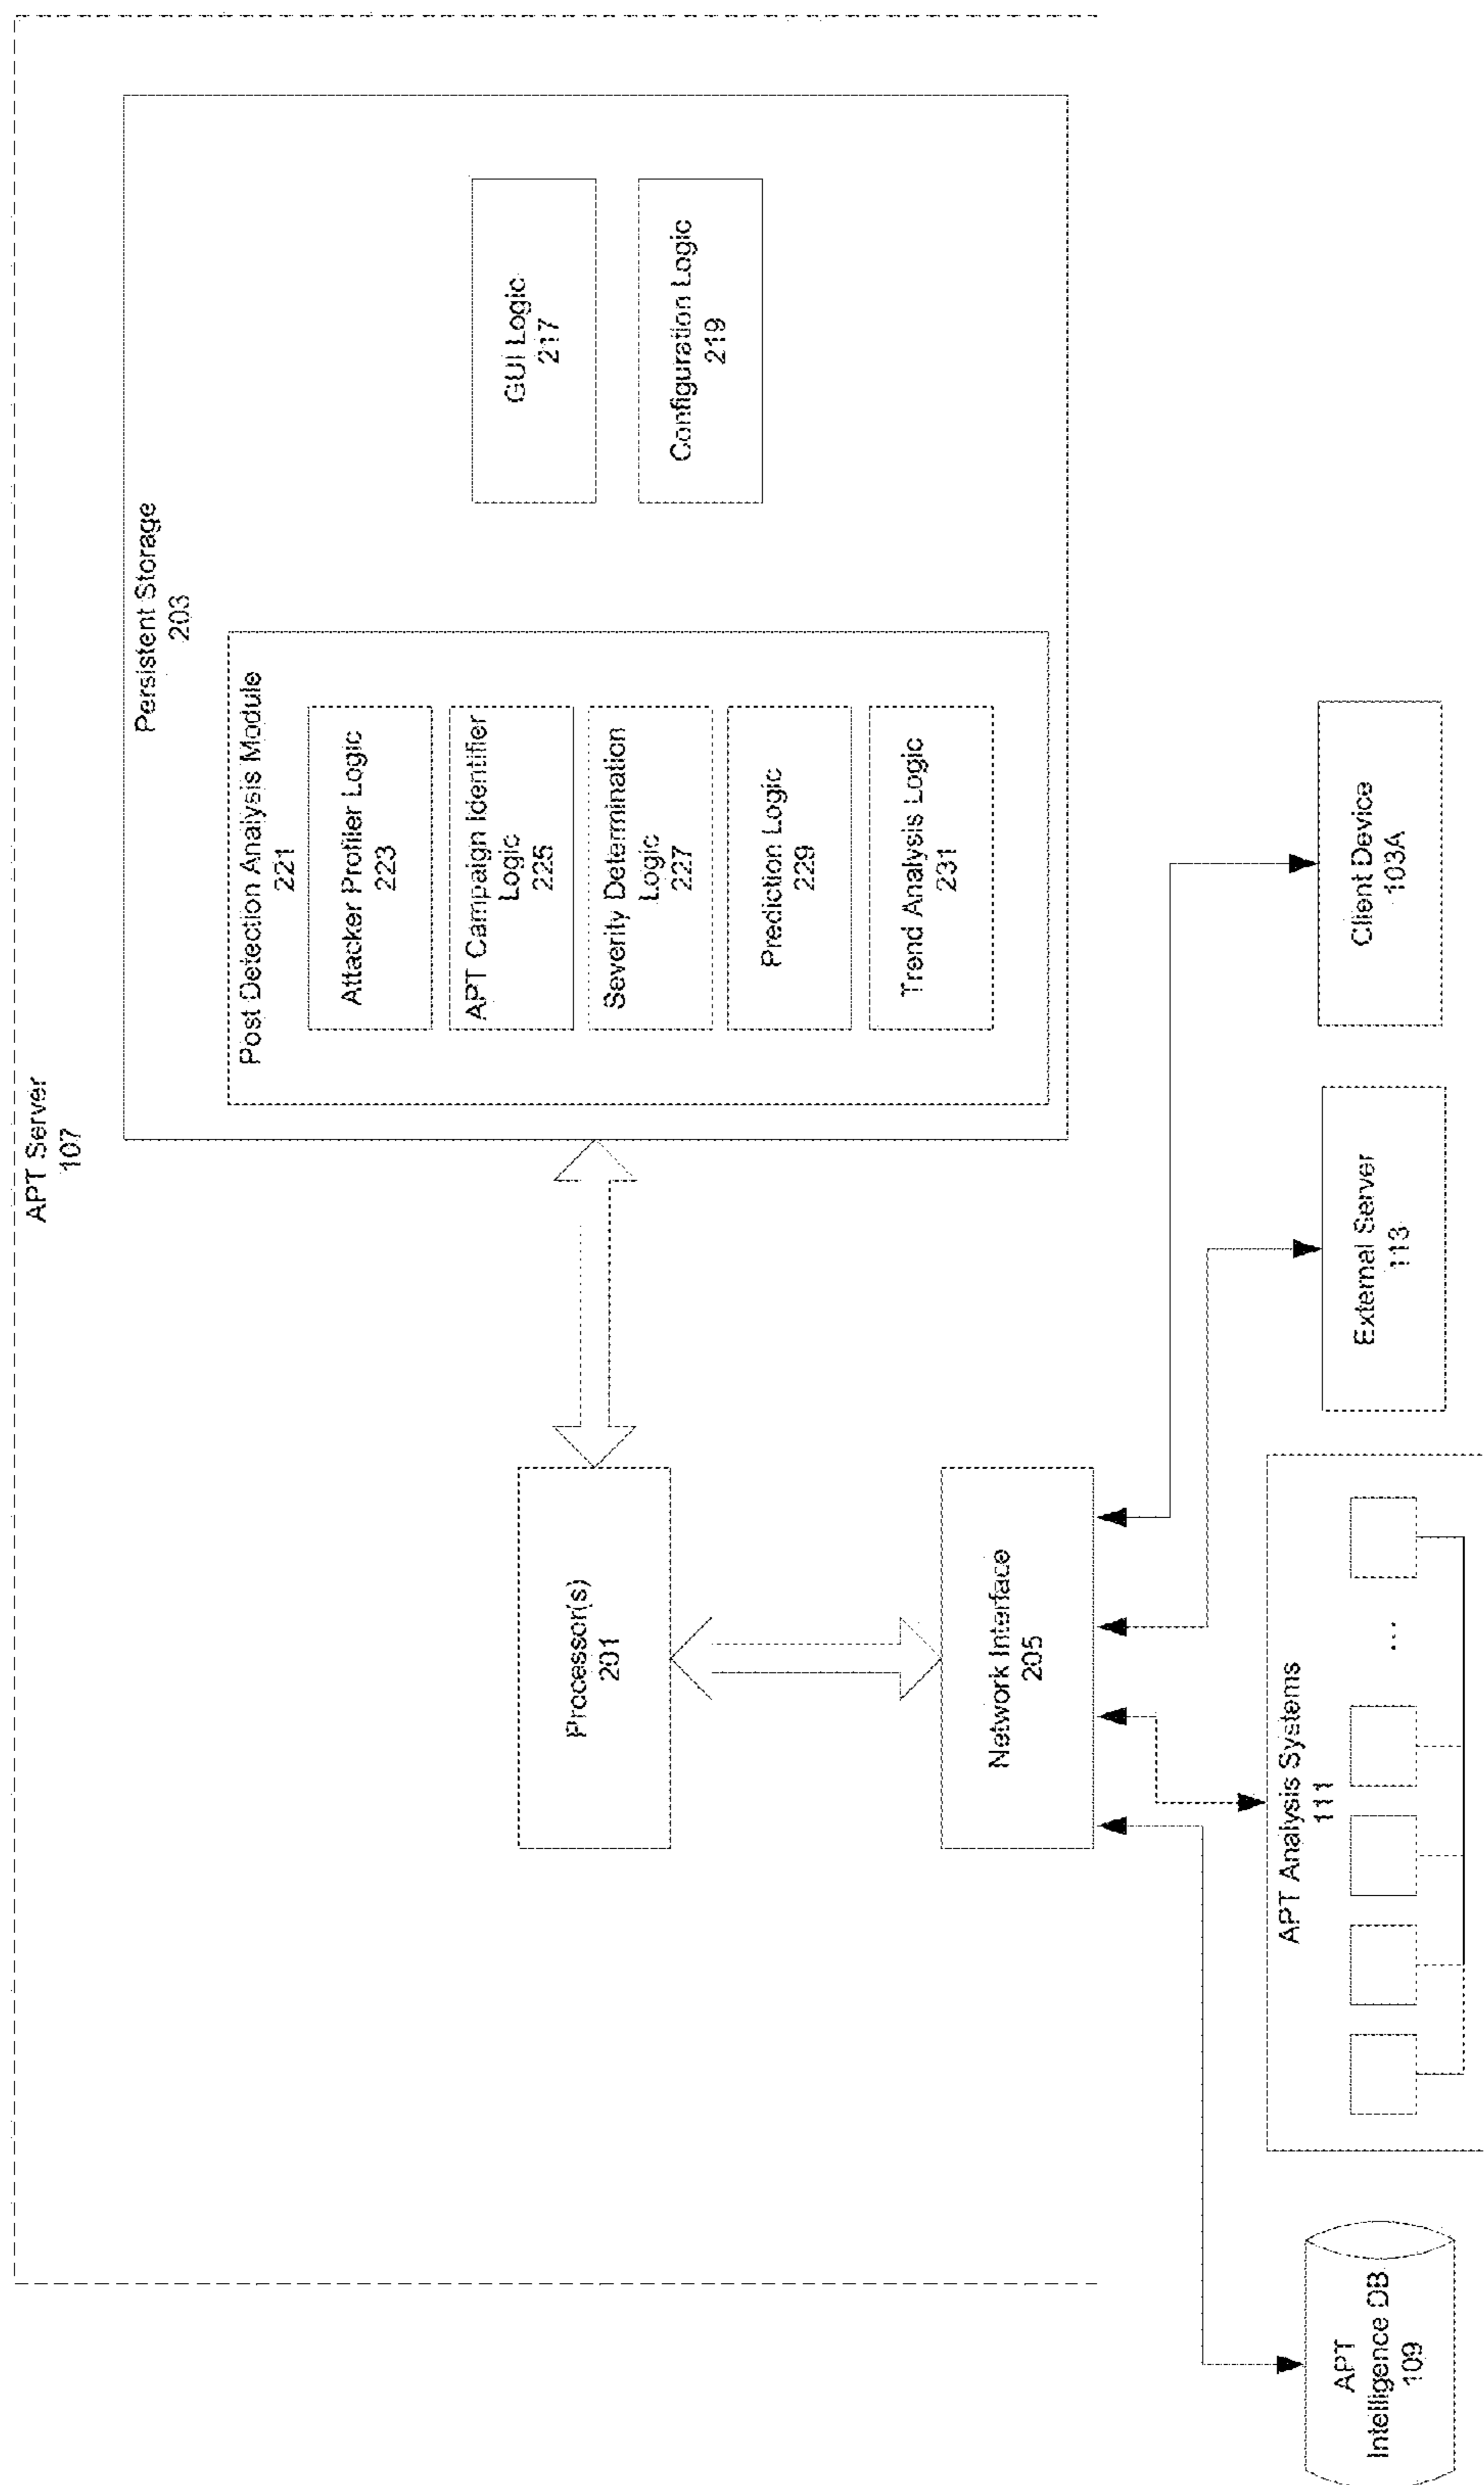 APT Server
107
Persistent Storage
203
Post Detection Analysis Module
221
Attacker Profiler Logic
223
APT Campaign Identifier
Logic
225
Severity Determination
Logic
227
Prediction Logic
229
Trend Analysis Logic
231
GUI Logic
217
Configuration Logic
219
Processor(s)
201
Network Interface
205
APT
Intelligence DB
109
APT Analysis Systems
111
...
External Server
113
Client Device
103A